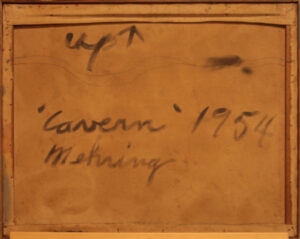 up ↑
"Cavern" 1954
Mehring